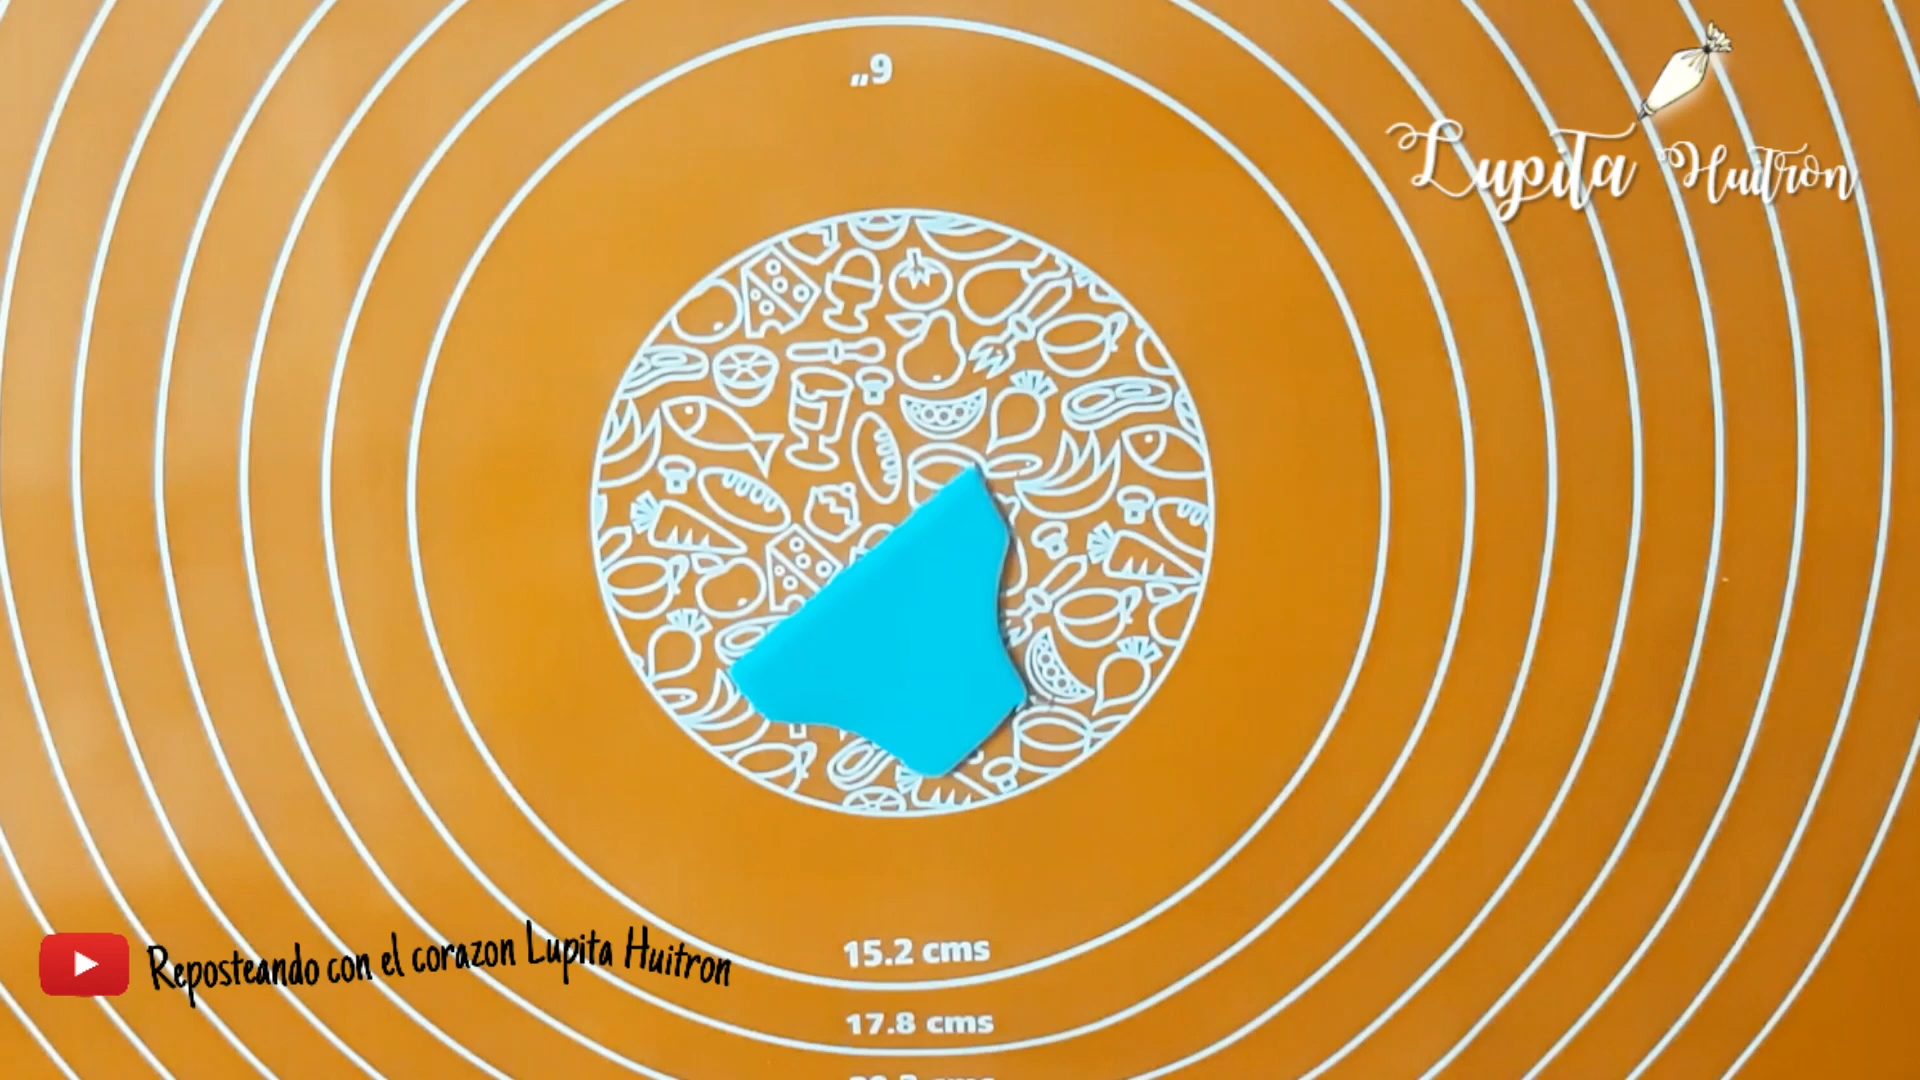 „9
Lupita Huitron
15.2 cms
Reposteando con el corazon Lupita Huitron
17.8 cms